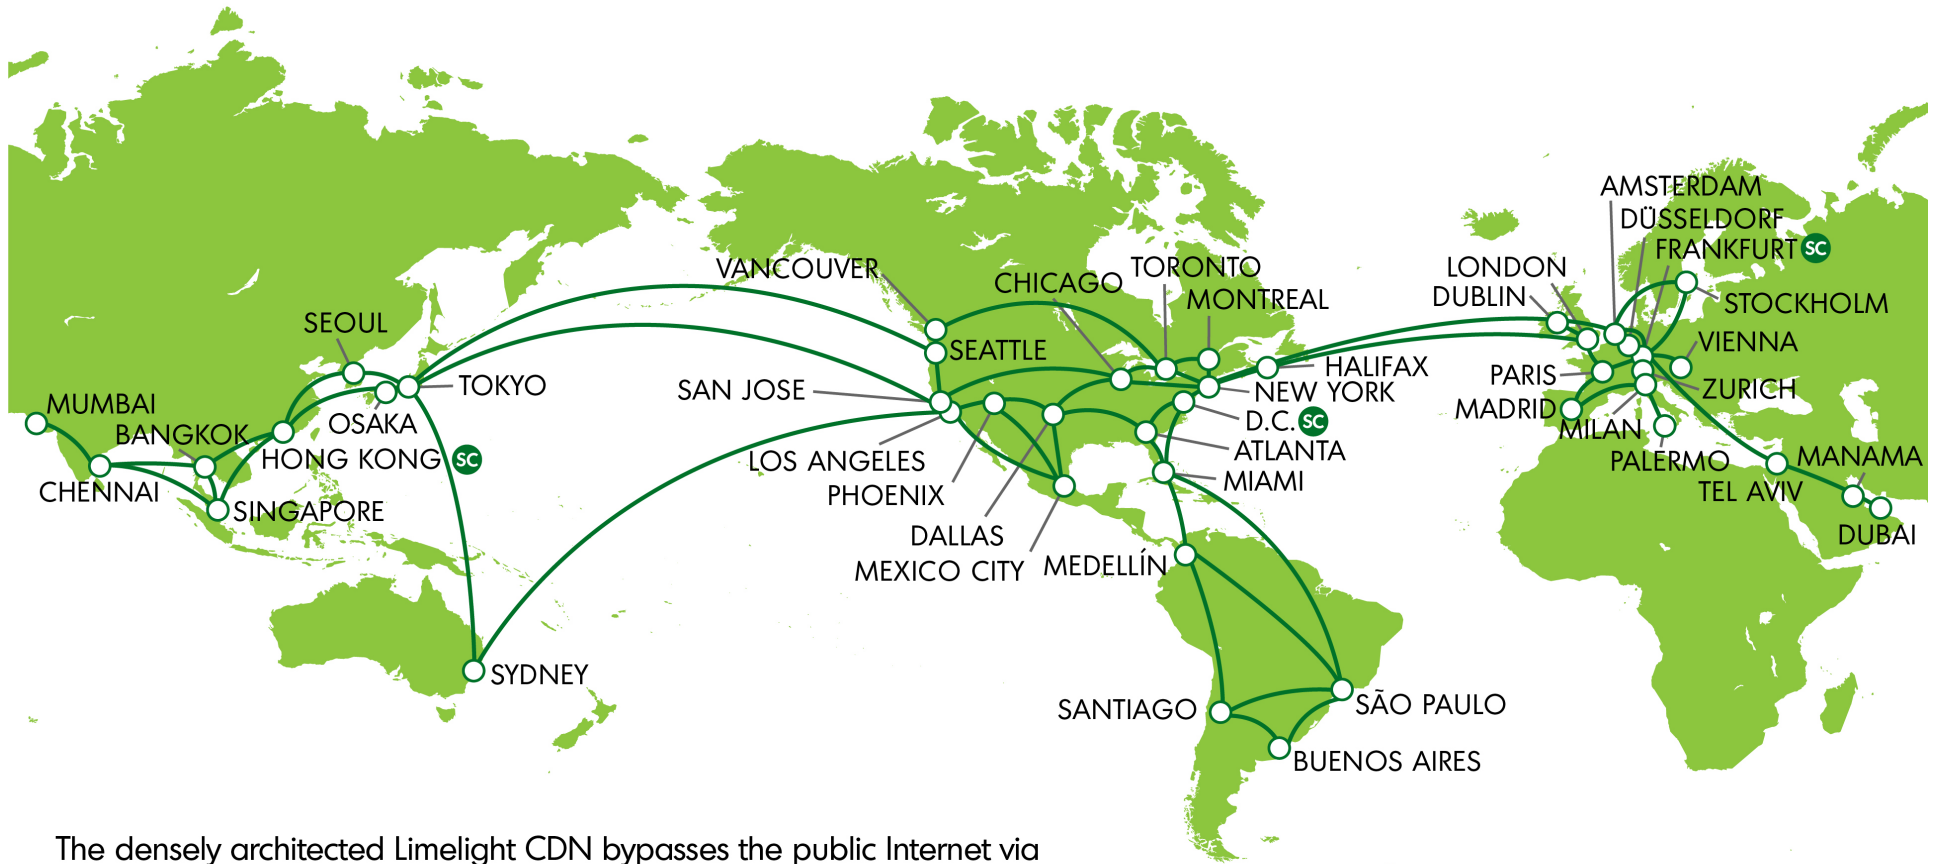 AMSTERDAM
DÜSSELDORF
FRANKFURT SC
VANCOUVER
CHICAGO
TORONTO
MONTREAL
LONDON
DUBLIN
STOCKHOLM
SEOUL
SEATTLE
VIENNA
HALIFAX
PARIS
TOKYO
SAN JOSE
NEW YORK
ZURICH
MUMBAI
MADRID
OSAKA
D.C. SC
MILAN
BANGKOK
ATLANTA
HONG KONG SC
LOS ANGELES
PALERMO
MANAMA
CHENNAI
PHOENIX
MIAMI
TEL AVIV
SINGAPORE
DALLAS
DUBAI
MEXICO CITY
MEDELLÍN
SYDNEY
SANTIAGO
SÃO PAULO
BUENOS AIRES
The densely architected Limelight CDN bypasses the public Internet via